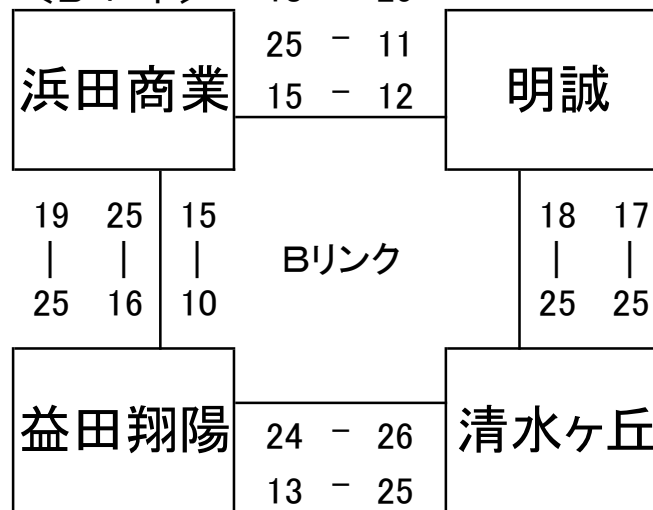 25 - 11
浜田商業 15 - 12 明誠
19 25 15 18 17
| | | Bリンク | |
25 16 10 25 25
益田翔陽 24 - 26 清水ヶ丘
13 - 25